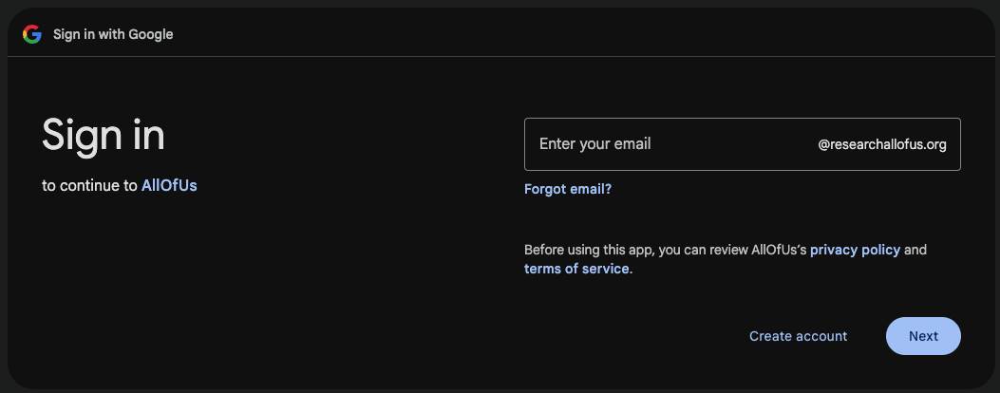 Sign in with Google
Sign in
to continue to AllOfUs
Enter your email @researchallofus.org
Forgot email?
Before using this app, you can review AllOfUs’s privacy policy and
terms of service.
Create account Next